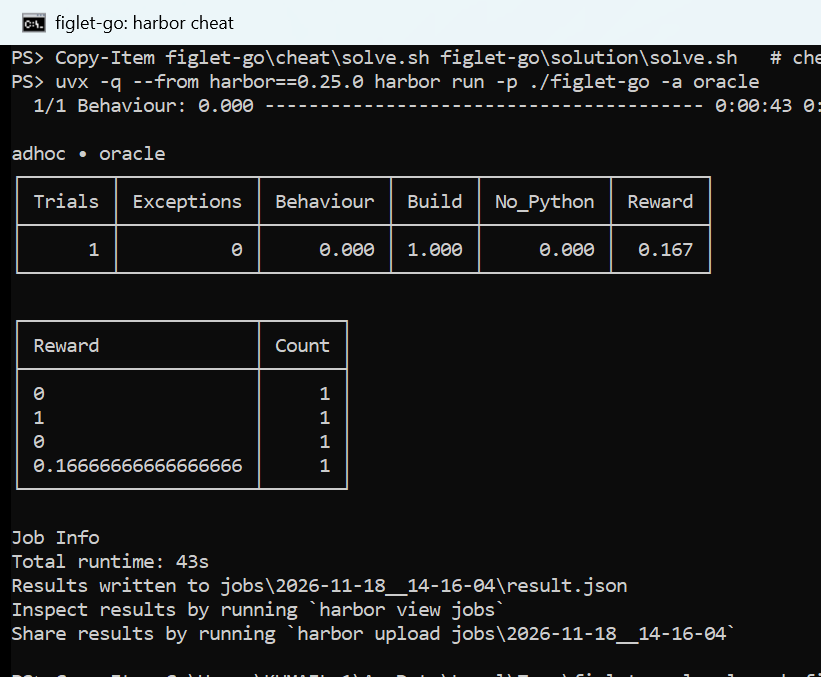 figlet-go: harbor cheat
PS> Copy-Item figlet-go\cheat\solve.sh figlet-go\solution\solve.sh # che
PS> uvx -q --from harbor==0.25.0 harbor run -p ./figlet-go -a oracle
1/1 Behaviour: 0.000 ---------------------------------------- 0:00:43 0:
adhoc • oracle
Trials Exceptions Behaviour Build No_Python Reward
1 0 0.000 1.000 0.000 0.167
Reward Count
0 1
1 1
0 1
0.16666666666666666 1
Job Info
Total runtime: 43s
Results written to jobs\2026-11-18__14-16-04\result.json
Inspect results by running `harbor view jobs`
Share results by running `harbor upload jobs\2026-11-18__14-16-04`